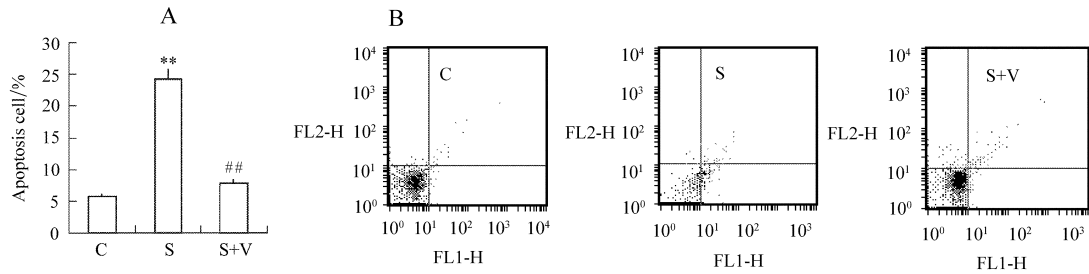 A
Apoptosis cell/%
30
25
20
15
10
5
0
**
##
C
S
S+V
B
C
FL2-H
10⁴
10³
10²
10¹
10⁰
10⁰ 10¹ 10² 10³ 10⁴
FL1-H
S
FL2-H
10⁴
10³
10²
10¹
10⁰
10⁰ 10¹ 10² 10³
FL1-H
S+V
FL2-H
10⁴
10³
10²
10¹
10⁰
10⁰ 10¹ 10² 10³
FL1-H